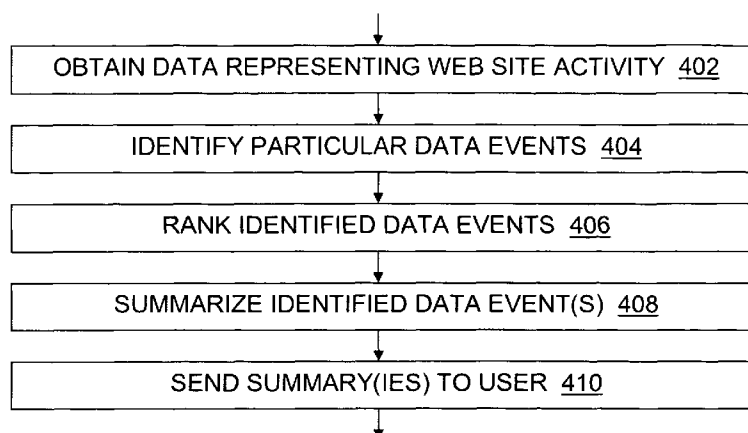 OBTAIN DATA REPRESENTING WEB SITE ACTIVITY 402
IDENTIFY PARTICULAR DATA EVENTS 404
RANK IDENTIFIED DATA EVENTS 406
SUMMARIZE IDENTIFIED DATA EVENT(S) 408
SEND SUMMARY(IES) TO USER 410